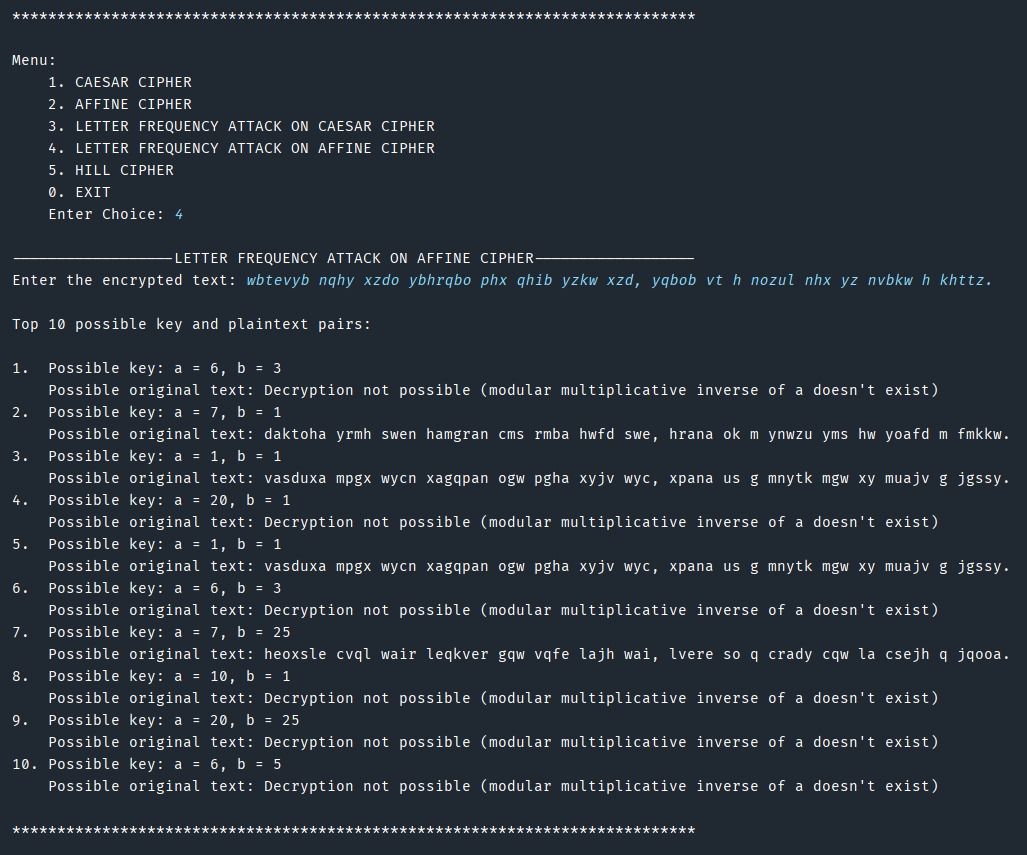 ****************************************************************************
Menu:
1. CAESAR CIPHER
2. AFFINE CIPHER
3. LETTER FREQUENCY ATTACK ON CAESAR CIPHER
4. LETTER FREQUENCY ATTACK ON AFFINE CIPHER
5. HILL CIPHER
0. EXIT
Enter Choice: 4
------------------LETTER FREQUENCY ATTACK ON AFFINE CIPHER------------------
Enter the encrypted text: wbtevyb nqhy xzdo ybhrqbo phx qhib yzkw xzd, yqbob vt h nozul nhx yz nvbkw h khttz.
Top 10 possible key and plaintext pairs:
1. Possible key: a = 6, b = 3
Possible original text: Decryption not possible (modular multiplicative inverse of a doesn't exist)
2. Possible key: a = 7, b = 1
Possible original text: daktoha yrmh swen hamgran cms rmba hwfd swe, hrana ok m ynwzu yms hw yoafd m fmkkw.
3. Possible key: a = 1, b = 1
Possible original text: vasduxa mpgx wycn xagqpan ogw pgha xyjv wyc, xpana us g mnytk mgw xy muajv g jgssy.
4. Possible key: a = 20, b = 1
Possible original text: Decryption not possible (modular multiplicative inverse of a doesn't exist)
5. Possible key: a = 1, b = 1
Possible original text: vasduxa mpgx wycn xagqpan ogw pgha xyjv wyc, xpana us g mnytk mgw xy muajv g jgssy.
6. Possible key: a = 6, b = 3
Possible original text: Decryption not possible (modular multiplicative inverse of a doesn't exist)
7. Possible key: a = 7, b = 25
Possible original text: heoxsle cvql wair leqkver gqw vqfe lajh wai, lvere so q crady cqw la csejh q jqooa.
8. Possible key: a = 10, b = 1
Possible original text: Decryption not possible (modular multiplicative inverse of a doesn't exist)
9. Possible key: a = 20, b = 25
Possible original text: Decryption not possible (modular multiplicative inverse of a doesn't exist)
10. Possible key: a = 6, b = 5
Possible original text: Decryption not possible (modular multiplicative inverse of a doesn't exist)
****************************************************************************